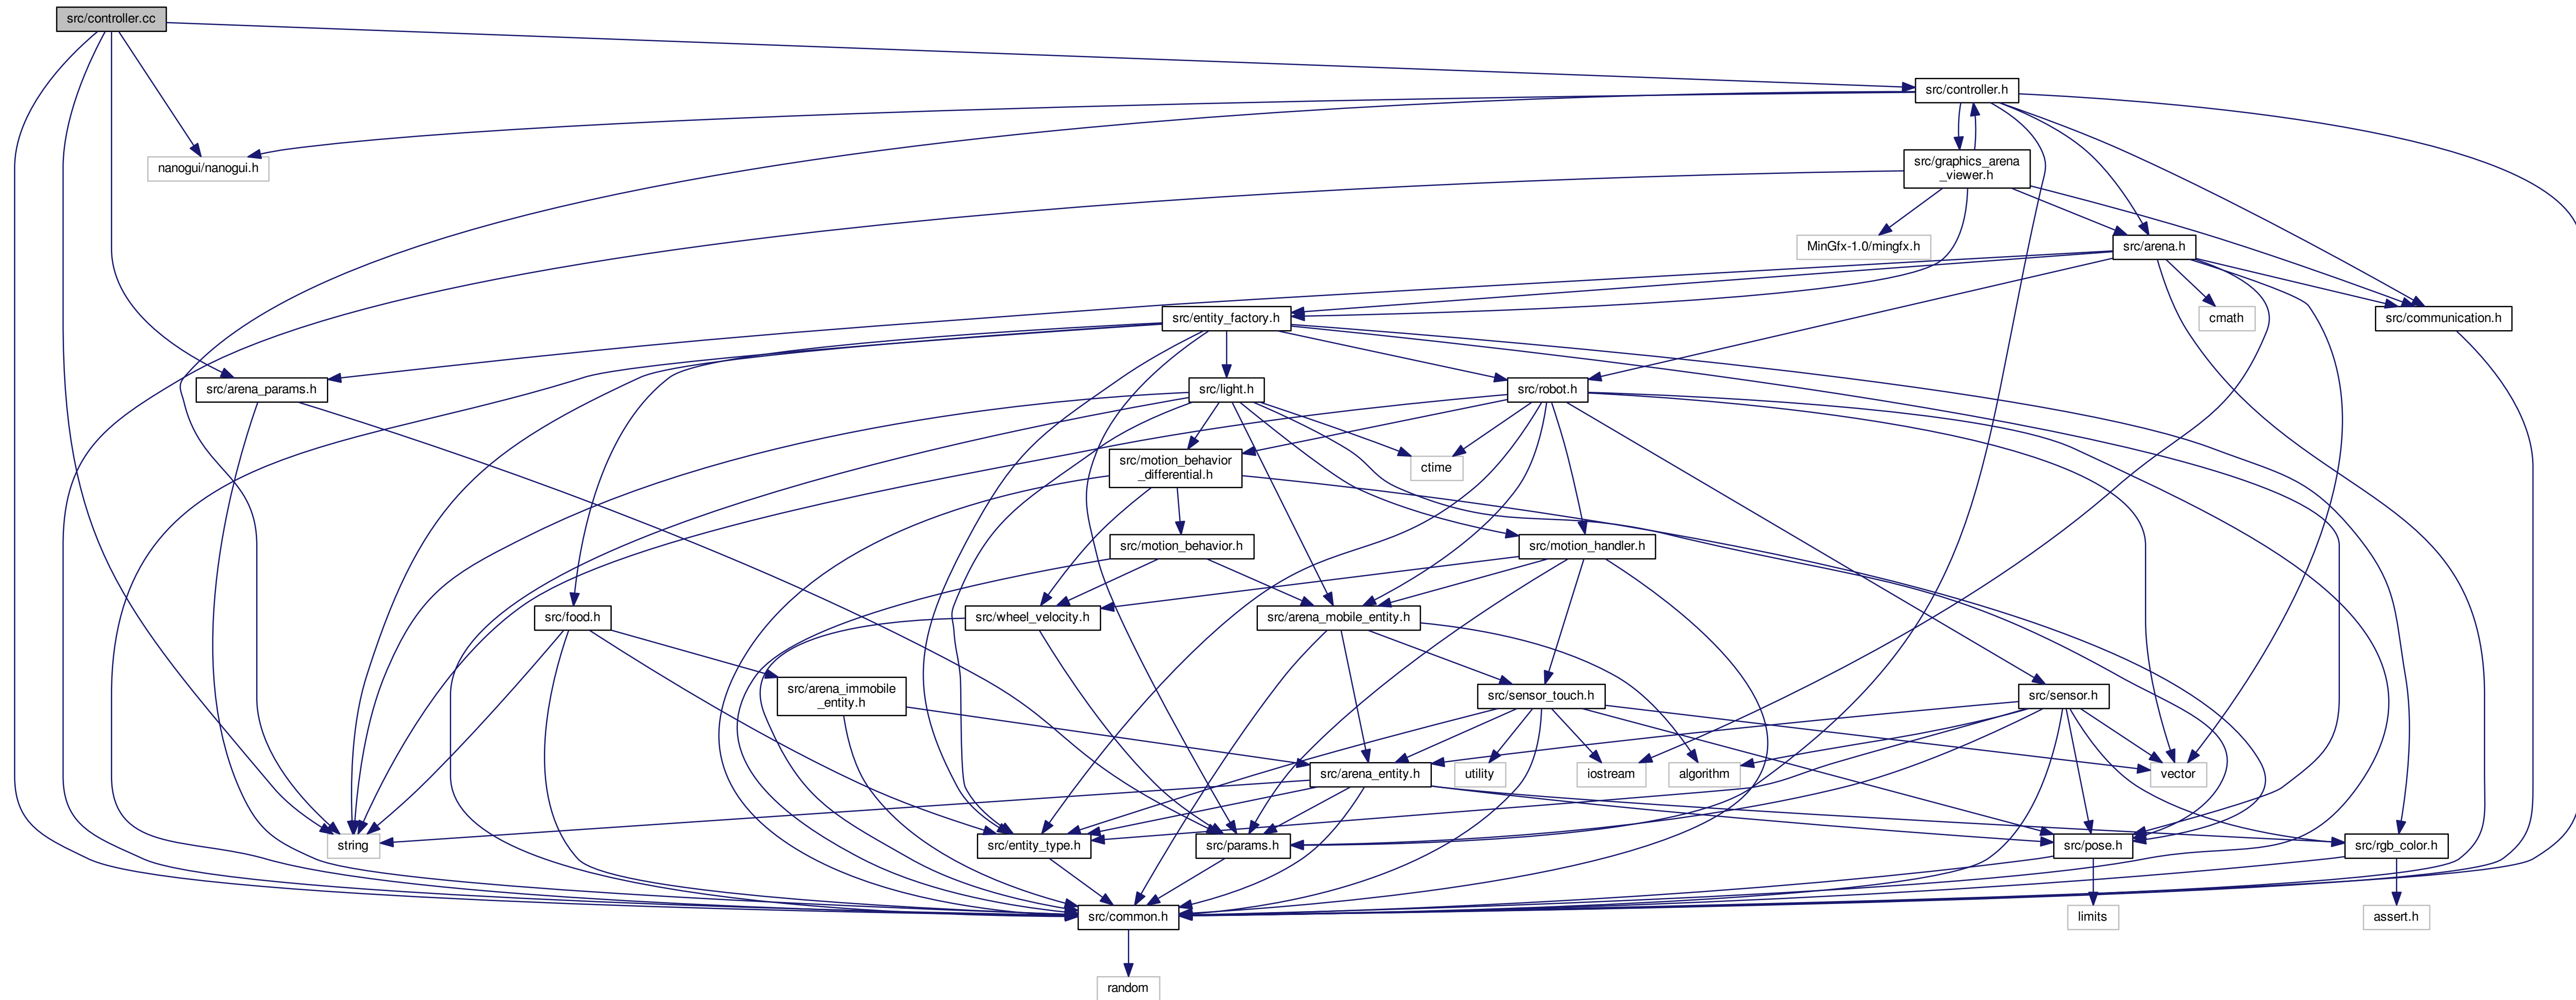 src/controller.cc
src/controller.h
nanogui/nanogui.h
src/graphics_arena
_viewer.h
MinGfx-1.0/mingfx.h
src/arena.h
src/entity_factory.h
cmath
src/communication.h
src/arena_params.h
src/light.h
src/robot.h
src/motion_behavior
_differential.h
ctime
src/motion_behavior.h
src/motion_handler.h
src/food.h
src/wheel_velocity.h
src/arena_mobile_entity.h
src/arena_immobile
_entity.h
src/sensor_touch.h
src/sensor.h
src/arena_entity.h
utility
iostream
algorithm
vector
string
src/entity_type.h
src/params.h
src/pose.h
src/rgb_color.h
src/common.h
limits
assert.h
random